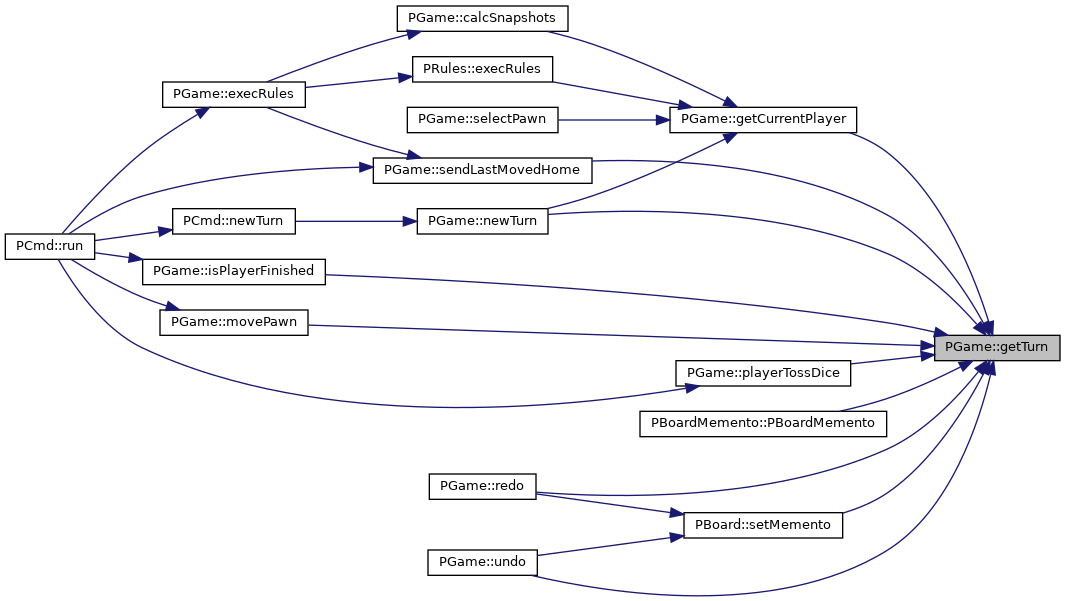 PGame::calcSnapshots
PRules::execRules
PGame::execRules
PGame::selectPawn
PGame::getCurrentPlayer
PGame::sendLastMovedHome
PCmd::newTurn
PGame::newTurn
PCmd::run
PGame::isPlayerFinished
PGame::movePawn
PGame::getTurn
PGame::playerTossDice
PBoardMemento::PBoardMemento
PGame::redo
PBoard::setMemento
PGame::undo